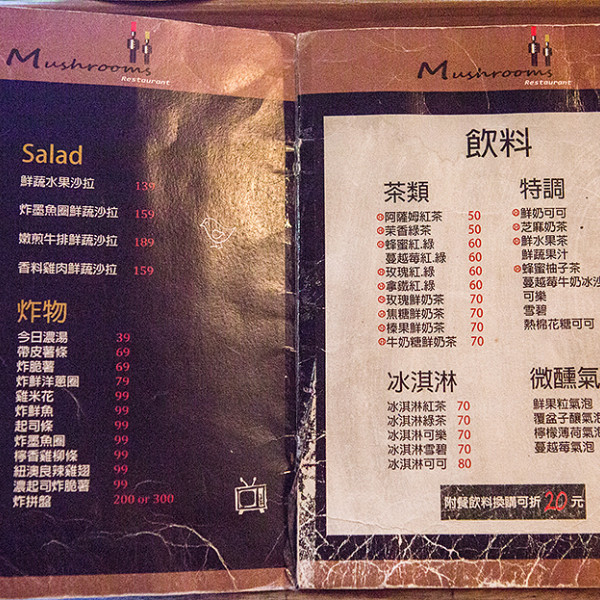 Mushrooms
Restaurant
Salad
鮮蔬水果沙拉 139
炸墨魚圈鮮蔬沙拉 159
嫩煎牛排鮮蔬沙拉 189
香料雞肉鮮蔬沙拉 159
炸物
今日濃湯 39
帶皮薯條 69
炸脆薯 69
炸鮮洋蔥圈 79
雞米花 99
炸鮮魚 99
起司條 99
炸墨魚圈 99
檸香雞柳條 99
紐澳良辣雞翅 99
濃起司炸脆薯 99
炸拼盤 200 or 300
Mushrooms
Restaurant
飲料
茶類
阿薩姆紅茶 50
茉香綠茶 50
蜂蜜紅.綠 60
蔓越莓紅.綠 60
玫瑰紅.綠 60
拿鐵紅.綠 60
玫瑰鮮奶茶 70
焦糖鮮奶茶 70
榛果鮮奶茶 70
牛奶糖鮮奶茶 70
特調
鮮奶可可
芝麻奶茶
鮮水果茶
鮮蔬果汁
蜂蜜柚子茶
蔓越莓牛奶冰沙
可樂
雪碧
熱棉花糖可可
冰淇淋
冰淇淋紅茶 70
冰淇淋綠茶 70
冰淇淋可樂 70
冰淇淋雪碧 70
冰淇淋可可 80
微醺氣
鮮果粒氣泡
覆盆子釀氣泡
檸檬薄荷氣泡
蔓越莓氣泡
附餐飲料換購可折 20 元